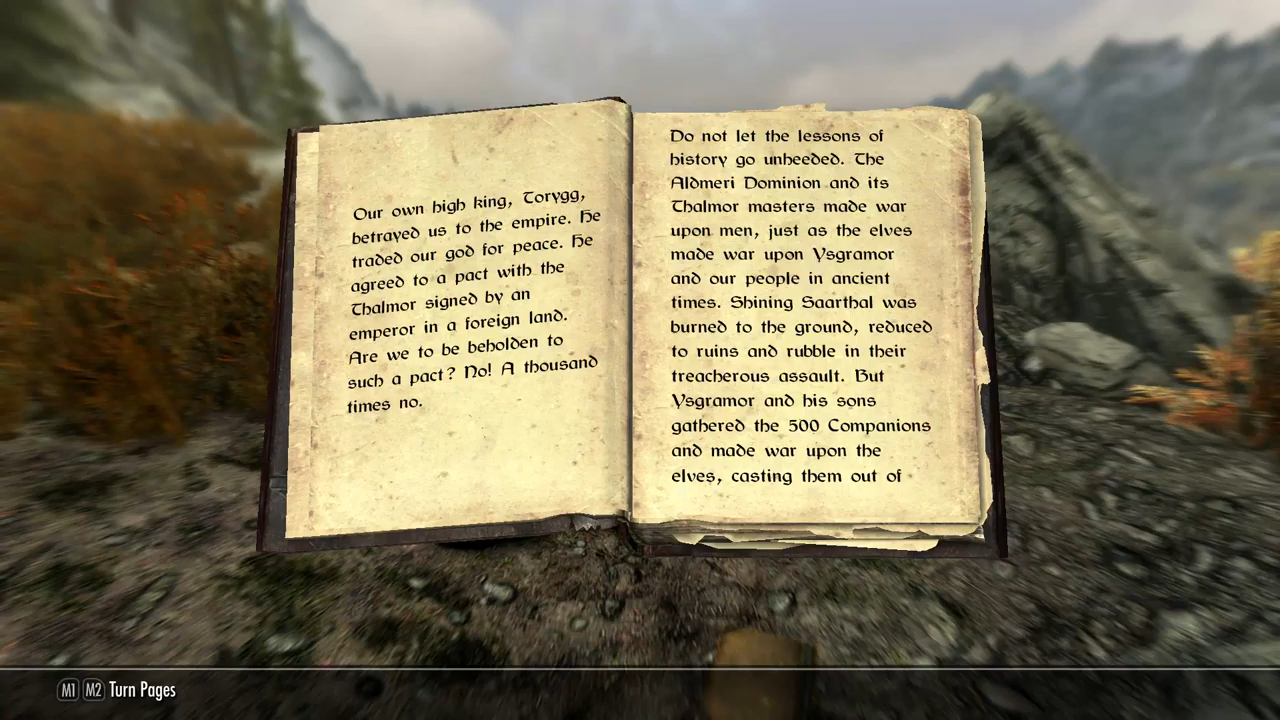 Our own high king, Torygg,
betrayed us to the empire. He
traded our god for peace. He
agreed to a pact with the
Thalmor signed by an
emperor in a foreign land.
Are we to be beholden to
such a pact? No! A thousand
times no.
Do not let the lessons of
history go unheeded. The
Aldmeri Dominion and its
Thalmor masters made war
upon men, just as the elves
made war upon Ysgramor
and our people in ancient
times. Shining Saarthal was
burned to the ground, reduced
to ruins and rubble in their
treacherous assault. But
Ysgramor and his sons
gathered the 500 Companions
and made war upon the
elves, casting them out of
M1 M2 Turn Pages